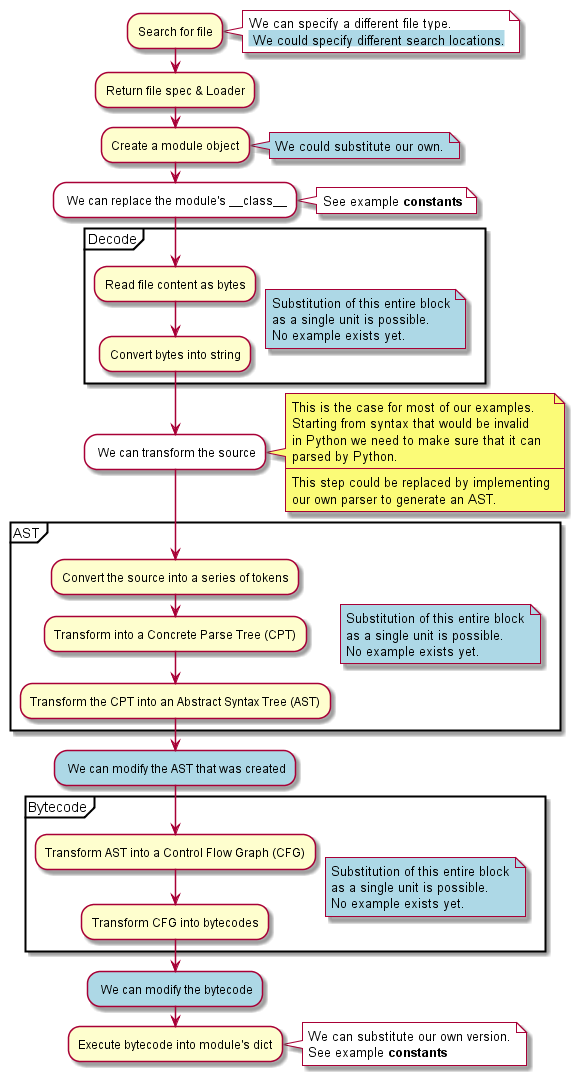 Search for file
We can specify a different file type.
We could specify different search locations.
Return file spec & Loader
Create a module object
We could substitute our own.
We can replace the module's __class__
See example constants
Decode
Read file content as bytes
Substitution of this entire block
as a single unit is possible.
No example exists yet.
Convert bytes into string
This is the case for most of our examples.
Starting from syntax that would be invalid
in Python we need to make sure that it can
parsed by Python.
We can transform the source
This step could be replaced by implementing
our own parser to generate an AST.
AST
Convert the source into a series of tokens
Substitution of this entire block
as a single unit is possible.
No example exists yet.
Transform into a Concrete Parse Tree (CPT)
Transform the CPT into an Abstract Syntax Tree (AST)
We can modify the AST that was created
Bytecode
Transform AST into a Control Flow Graph (CFG)
Substitution of this entire block
as a single unit is possible.
No example exists yet.
Transform CFG into bytecodes
We can modify the bytecode
Execute bytecode into module's dict
We can substitute our own version.
See example constants